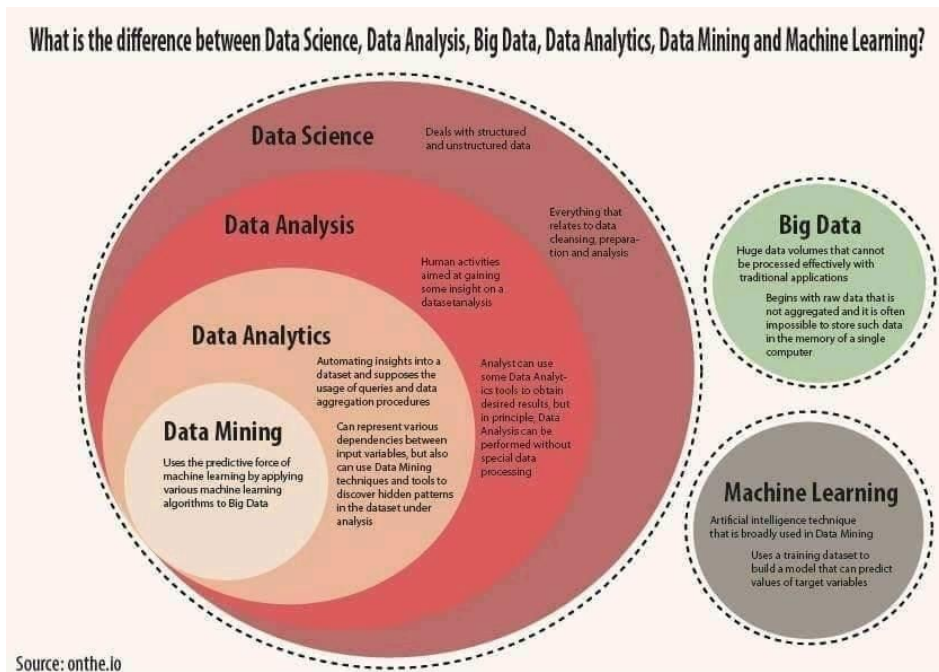 What is the difference between Data Science, Data Analysis, Big Data, Data Analytics, Data Mining and Machine Learning?
Data Science
Deals with structured
and unstructured data
Everything that
relates to data
cleansing, prepara-
tion and analysis
Data Analysis
Human activities
aimed at gaining
some insight on a
datasetanalysis
Analyst can use
some Data Analyt-
ics tools io obtain
desired results, but
in principle, Data
Analysis can be
performed without
special data
processing
Data Analytics
Automating insights into a
dataset and supposes the
usage of queries and data
aggregation procedures
Can represent various
dependencies between
input variables, but also
can use Data Mining
techniques and tools to
discover hidden patterns
in the dataset under
analysis
Data Mining
Uses the predictive force of
machine learning by applying
various machine learning
algorithms to Big Data
Big Data
Huge data volumes that cannot
be processed effectively with
traditional applications
Begins with raw data that is
not aggregated and it is often
impossible to store such data
in the memory of a single
computer
Machine Learning
Artificial intelligence technique
that is broadly used in Data Mining
Uses a training dataset to
build a model that can predict
values of target variables
Source: onthe.io